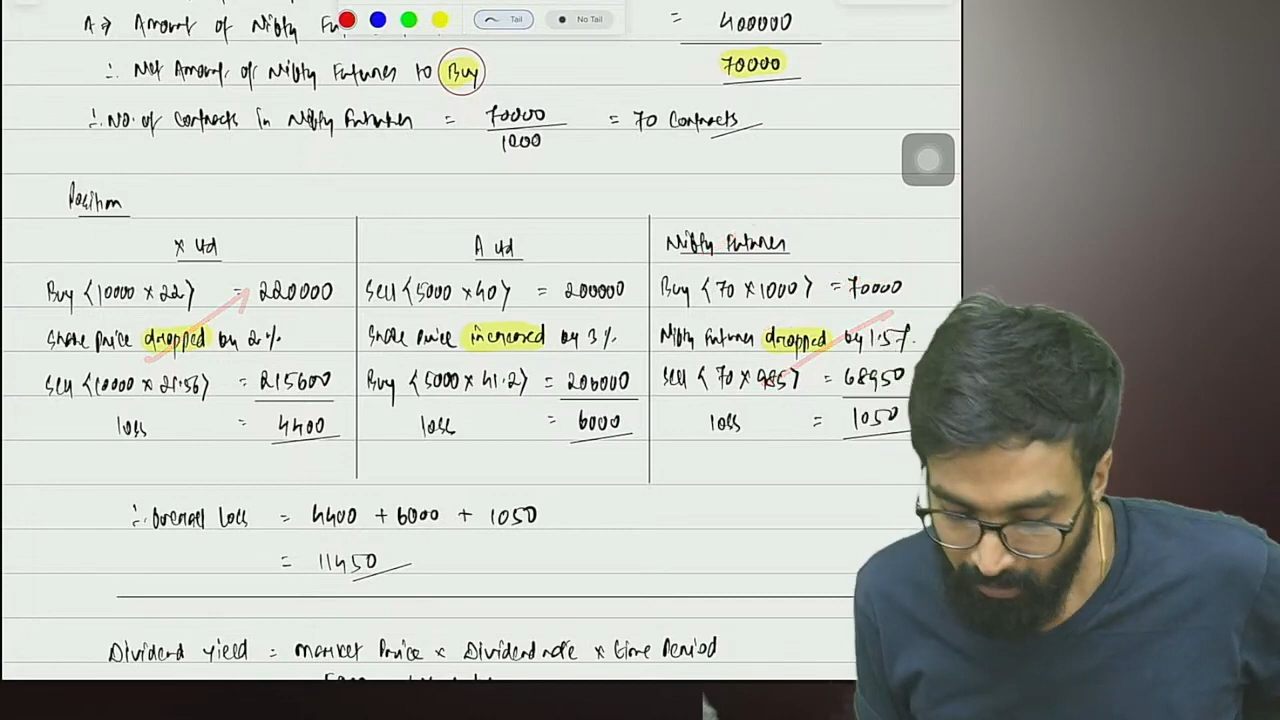 A ⇒ Amount of Nifty Fu
= 400000
Tail
No Tail
∴ Net Amount of Nifty Futures to Buy
70000
∴ No. of Contracts in Nifty Futures = 70000 / 1000 = 70 Contracts
Position
X Ltd
Buy (10000 × 22) = 220000
Share Price dropped by 2%
Sell (10000 × 21.56) = 215600
loss = 4400
A Ltd
Sell (5000 × 40) = 200000
Share Price increased by 3%
Buy (5000 × 41.2) = 206000
loss = 6000
Nifty Futures
Buy (70 × 1000) = 70000
Nifty Futures dropped by 1.5%
Sell (70 × 985) = 68950
loss = 1050
∴ Overall Loss = 4400 + 6000 + 1050
= 11450
Dividend yield = Market Price × Dividend rate × Time Period